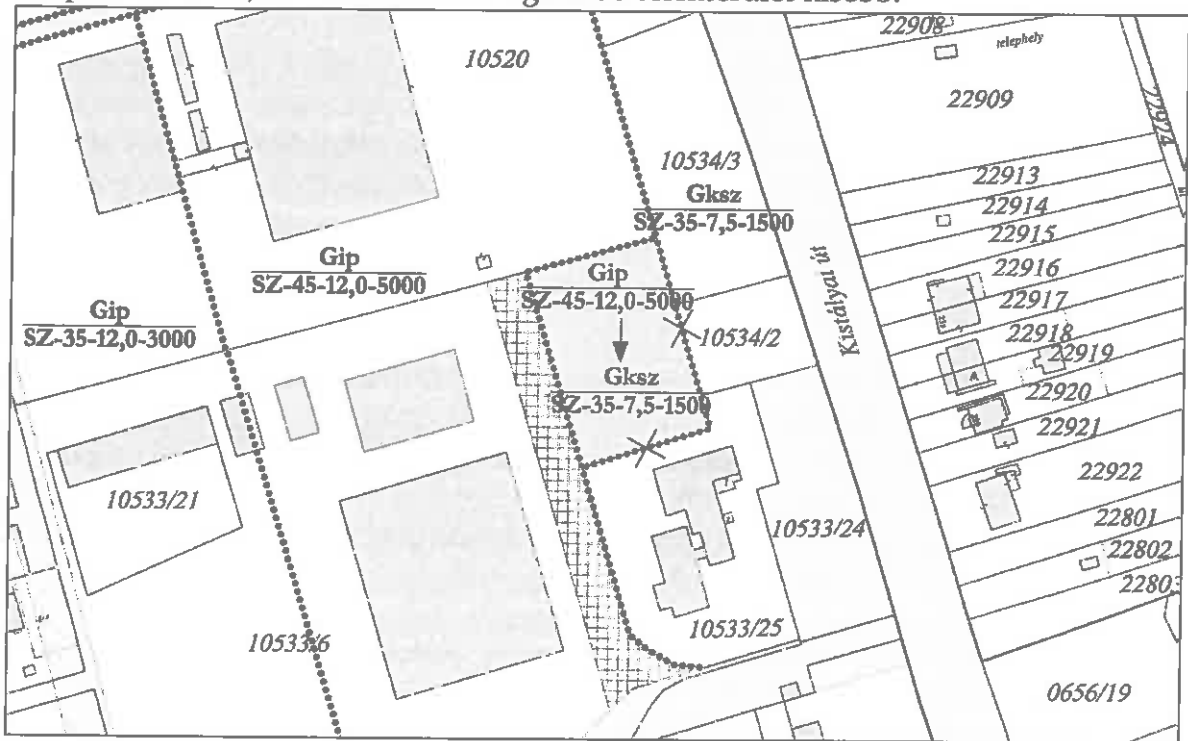 22908
telephely
10520
22909
22924
10534/3
22913
Gksz
SZ-35-7,5-1500
22914
22915
Gip
SZ-45-12,0-5000
Gip
SZ-45-12,0-5000
22916
22917
Kistályai út
Gip
SZ-35-12,0-3000
10534/2
22918
22919
Gksz
SZ-35-7,5-1500
22920
22921
22922
10533/21
10533/24
22801
22802
22803
10533/6
10533/25
0656/19